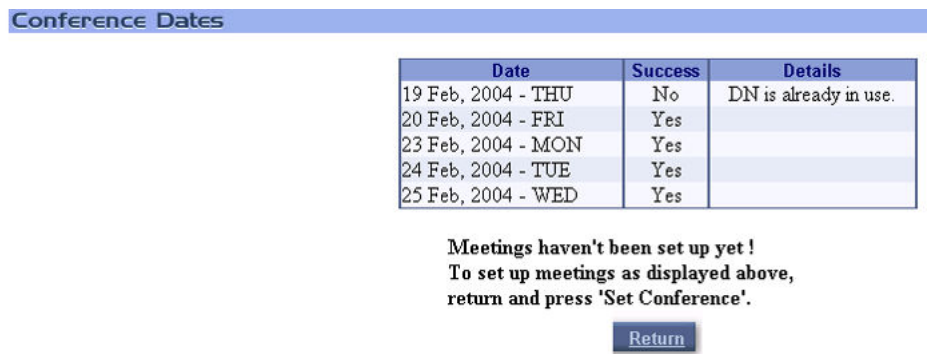 Conference Dates
Date Success Details
19 Feb, 2004 - THU No DN is already in use.
20 Feb, 2004 - FRI Yes
23 Feb, 2004 - MON Yes
24 Feb, 2004 - TUE Yes
25 Feb, 2004 - WED Yes
Meetings haven't been set up yet !
To set up meetings as displayed above,
return and press 'Set Conference'.
Return